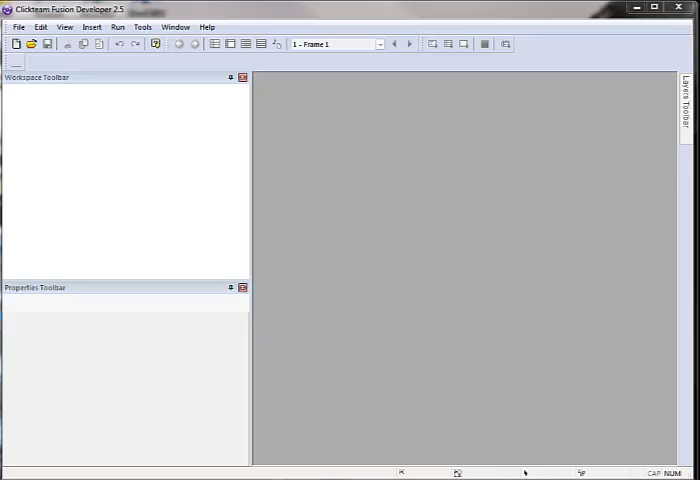 Clickteam Fusion Developer 2.5
File Edit View Insert Run Tools Window Help
1 - Frame 1
Workspace Toolbar
Layers Toolbar
Properties Toolbar
CAP NUM